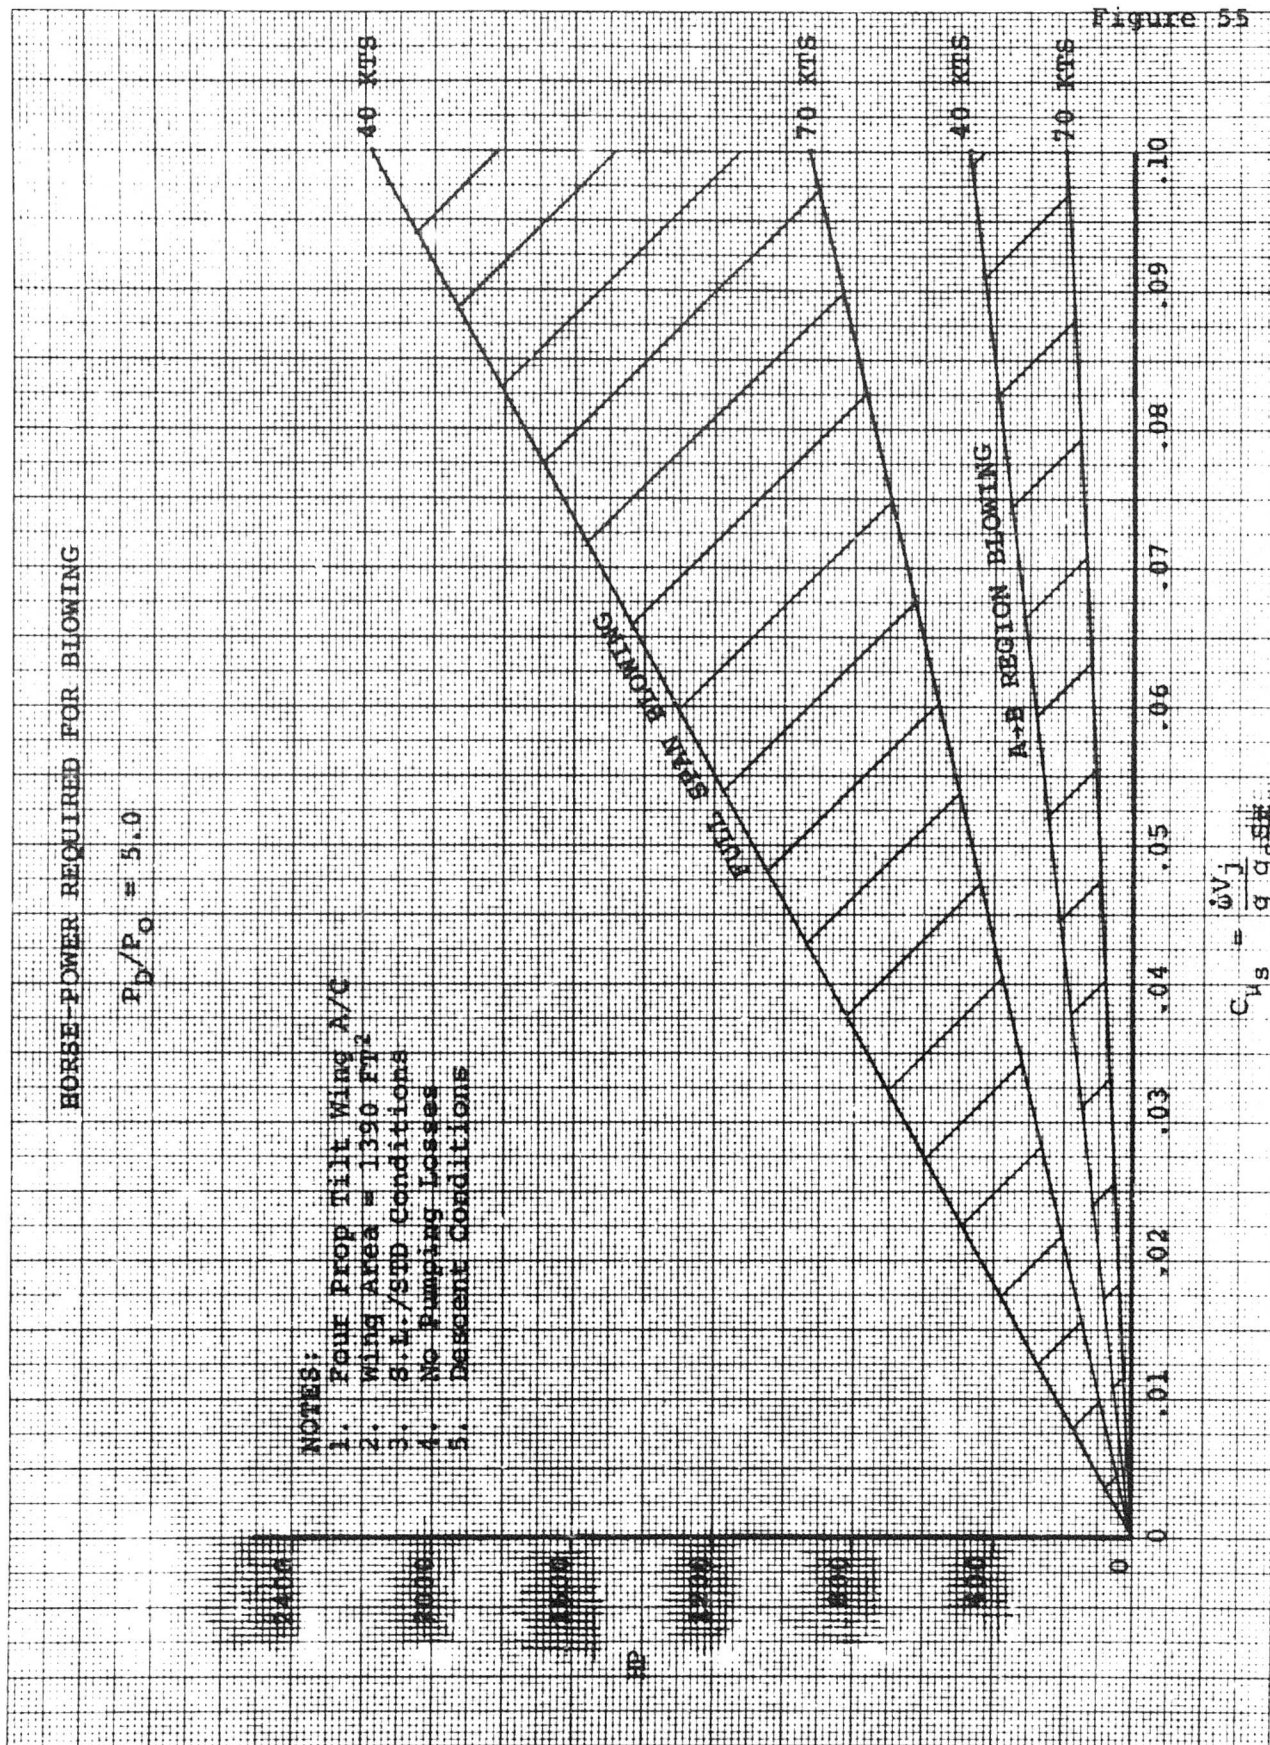 Figure 55
HORSE-POWER REQUIRED FOR BLOWING
P_D/P_O = 5.0
NOTES:
1. Four Prop Tilt Wing A/C
2. Wing Area = 1390 FT²
3. S.L./STD Conditions
4. No Pumping Losses
5. Descent Conditions
40 KTS
70 KTS
40 KTS
70 KTS
FULL SPAN BLOWING
A+B REGION BLOWING
HP
2400
2000
1600
1200
800
400
0
0 .01 .02 .03 .04 .05 .06 .07 .08 .09 .10
C_μs = ω̇V_j